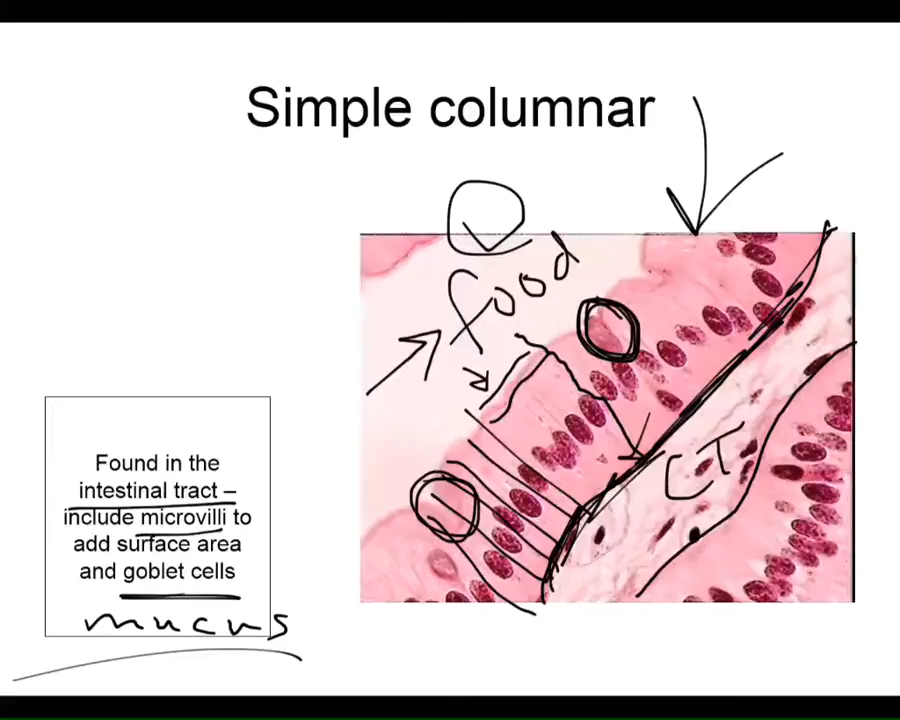 Simple columnar
food
CT
Found in the
intestinal tract –
include microvilli to
add surface area
and goblet cells
mucus